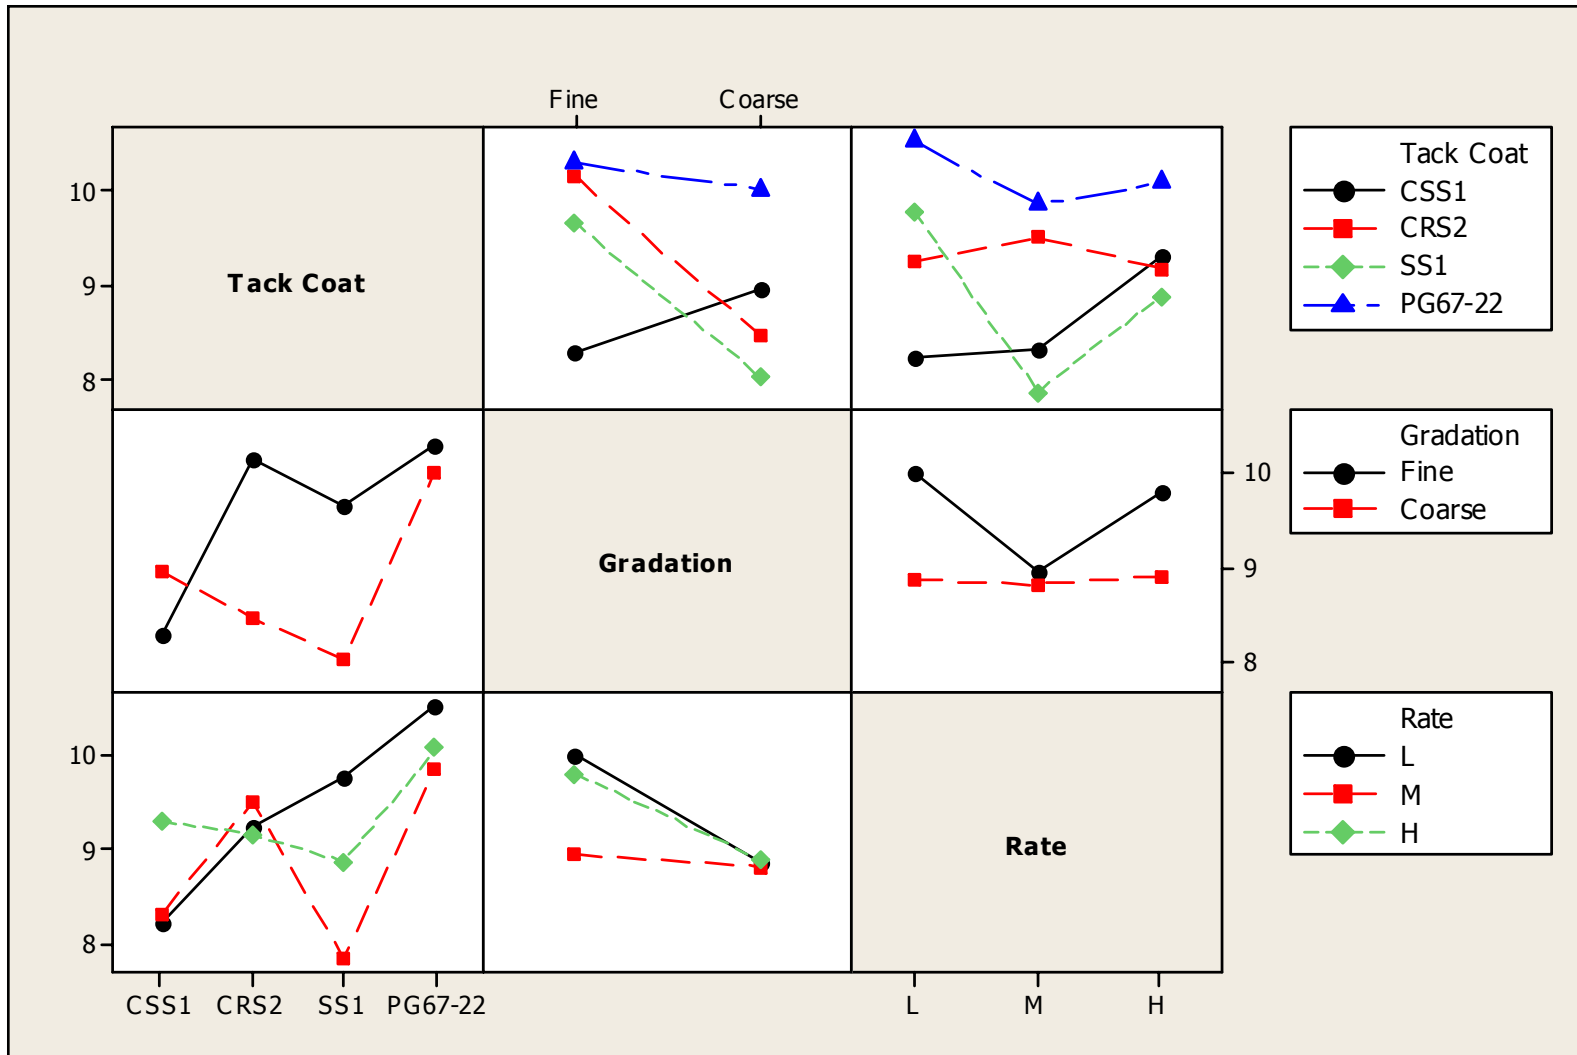 Fine Coarse
10
9
8
Tack Coat
Tack Coat
CSS1
CRS2
SS1
PG67-22
Gradation
10
9
8
Gradation
Fine
Coarse
10
9
8
Rate
Rate
L
M
H
CSS1 CRS2 SS1 PG67-22 L M H